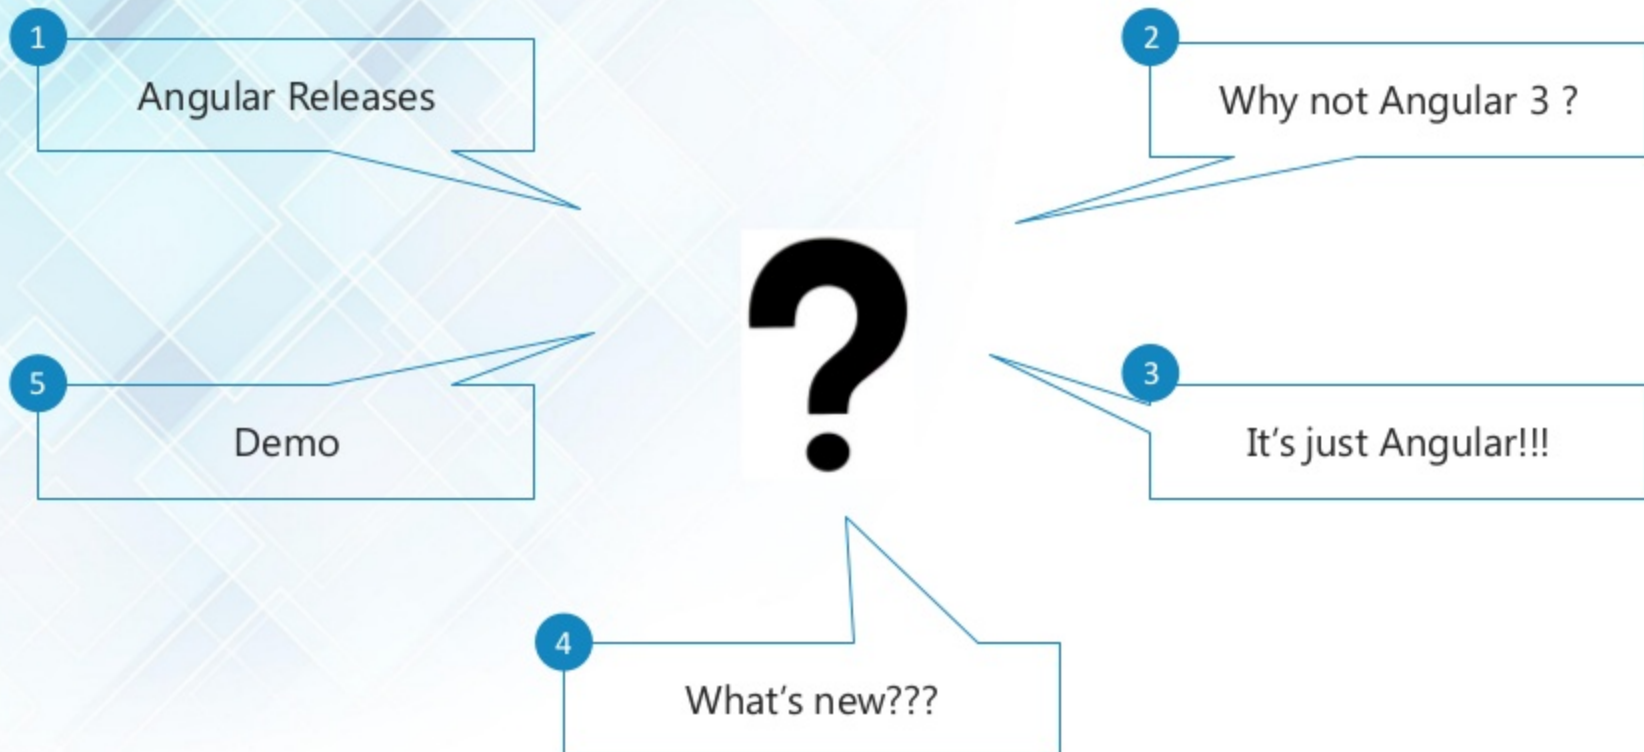 1
Angular Releases
2
Why not Angular 3 ?
3
It's just Angular!!!
4
What's new???
5
Demo
?